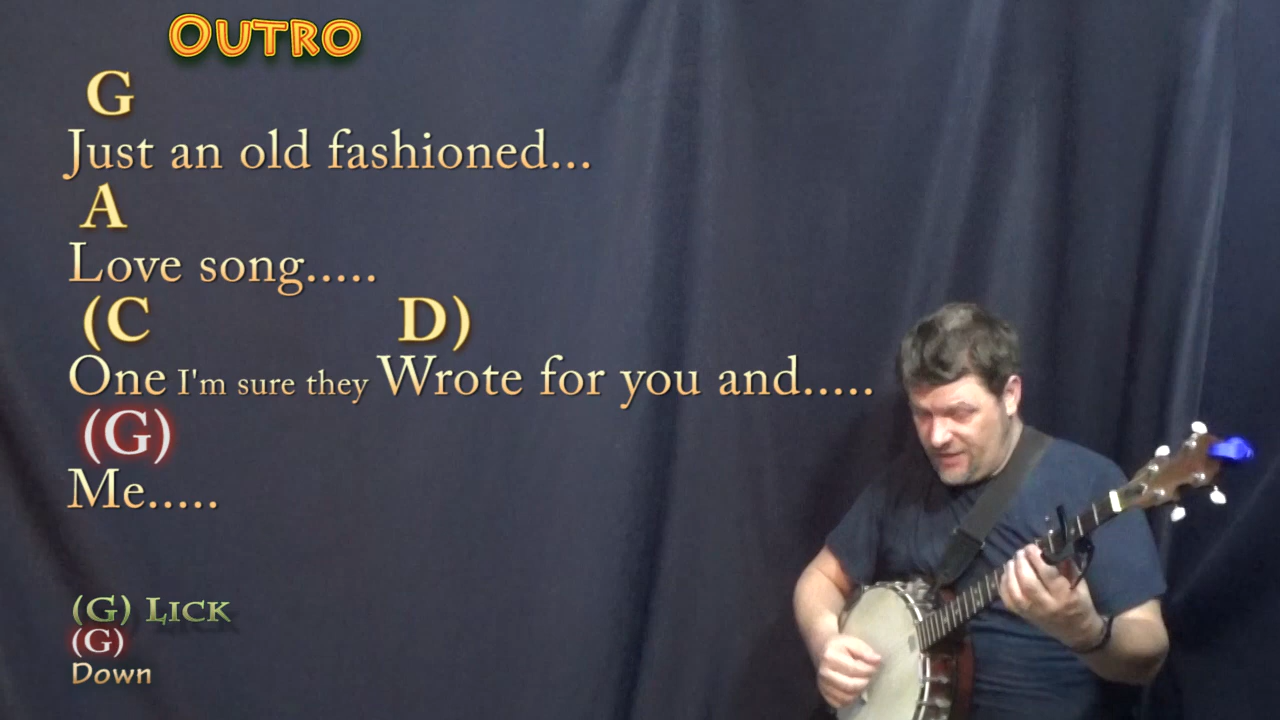 OUTRO
G
Just an old fashioned...
A
Love song.....
(C D)
One I'm sure they Wrote for you and.....
(G)
Me.....
(G) LICK
(G)
Down